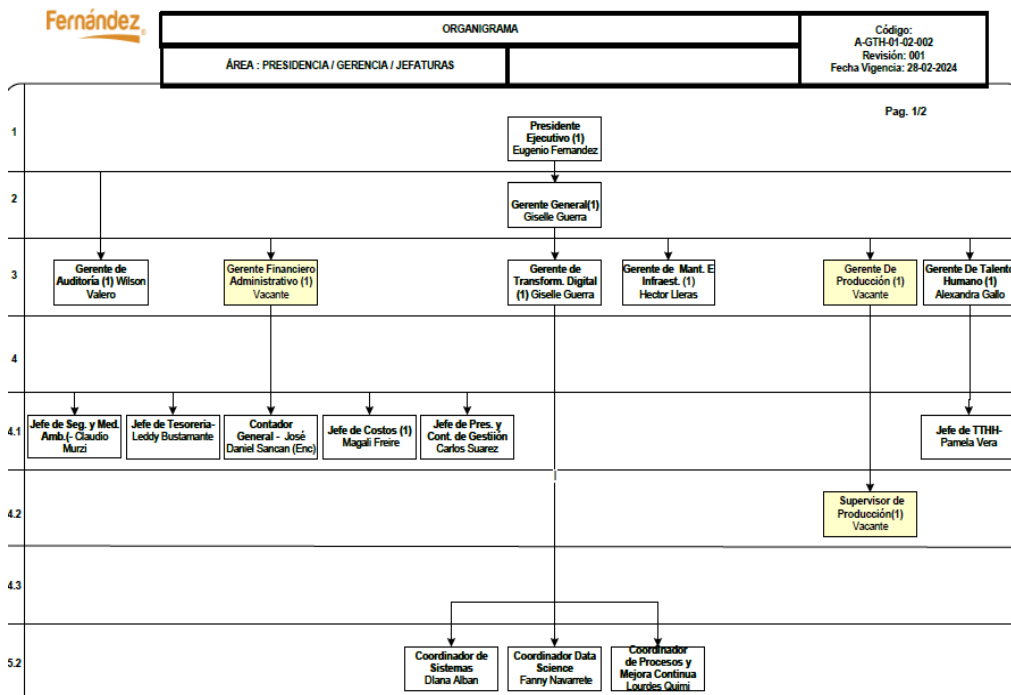 Fernández
ORGANIGRAMA
ÁREA : PRESIDENCIA / GERENCIA / JEFATURAS
Código:
A-GTH-01-02-002
Revisión: 001
Fecha Vigencia: 28-02-2024
Pag. 1/2
1
Presidente
Ejecutivo (1)
Eugenio Fernandez
2
Gerente General(1)
Giselle Guerra
3
Gerente de
Auditoría (1) Wilson
Valero
Gerente Financiero
Administrativo (1)
Vacante
Gerente de
Transform. Digital
(1) Giselle Guerra
Gerente de Mant. E
Infraest. (1)
Hector Lleras
Gerente De
Producción (1)
Vacante
Gerente De Talento
Humano (1)
Alexandra Gallo
4
4.1
Jefe de Seg. y Med.
Amb.(- Claudio
Murzi
Jefe de Tesoreria-
Leddy Bustamante
Contador
General - José
Daniel Sancan (Enc)
Jefe de Costos (1)
Magali Freire
Jefe de Pres. y
Cont. de Gestiión
Carlos Suarez
Jefe de TTHH-
Pamela Vera
4.2
Supervisor de
Producción(1)
Vacante
4.3
5.2
Coordinador de
Sistemas
DIana Alban
Coordinador Data
Science
Fanny Navarrete
Coordinador
de Procesos y
Mejora Continua
Lourdes Quimi